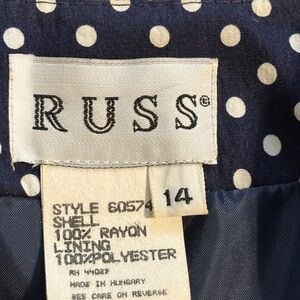 RUSS®
14
STYLE 60574
SHELL
100% RAYON
LINING
100%POLYESTER
RN 44029
MADE IN HUNGARY
SEE CARE ON REVERSE